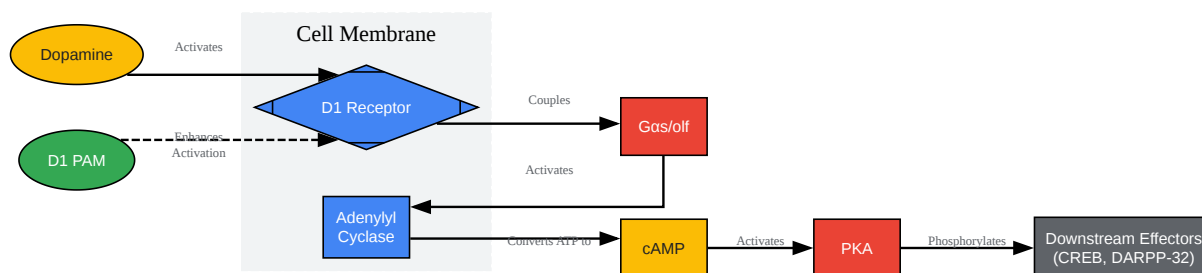 Cell Membrane
Dopamine
Activates
D1 Receptor
Couples
Gαs/olf
Enhances
Activation
D1 PAM
Activates
Adenylyl
Cyclase
Converts ATP to
cAMP
Activates
PKA
Phosphorylates
Downstream Effectors
(CREB, DARPP-32)